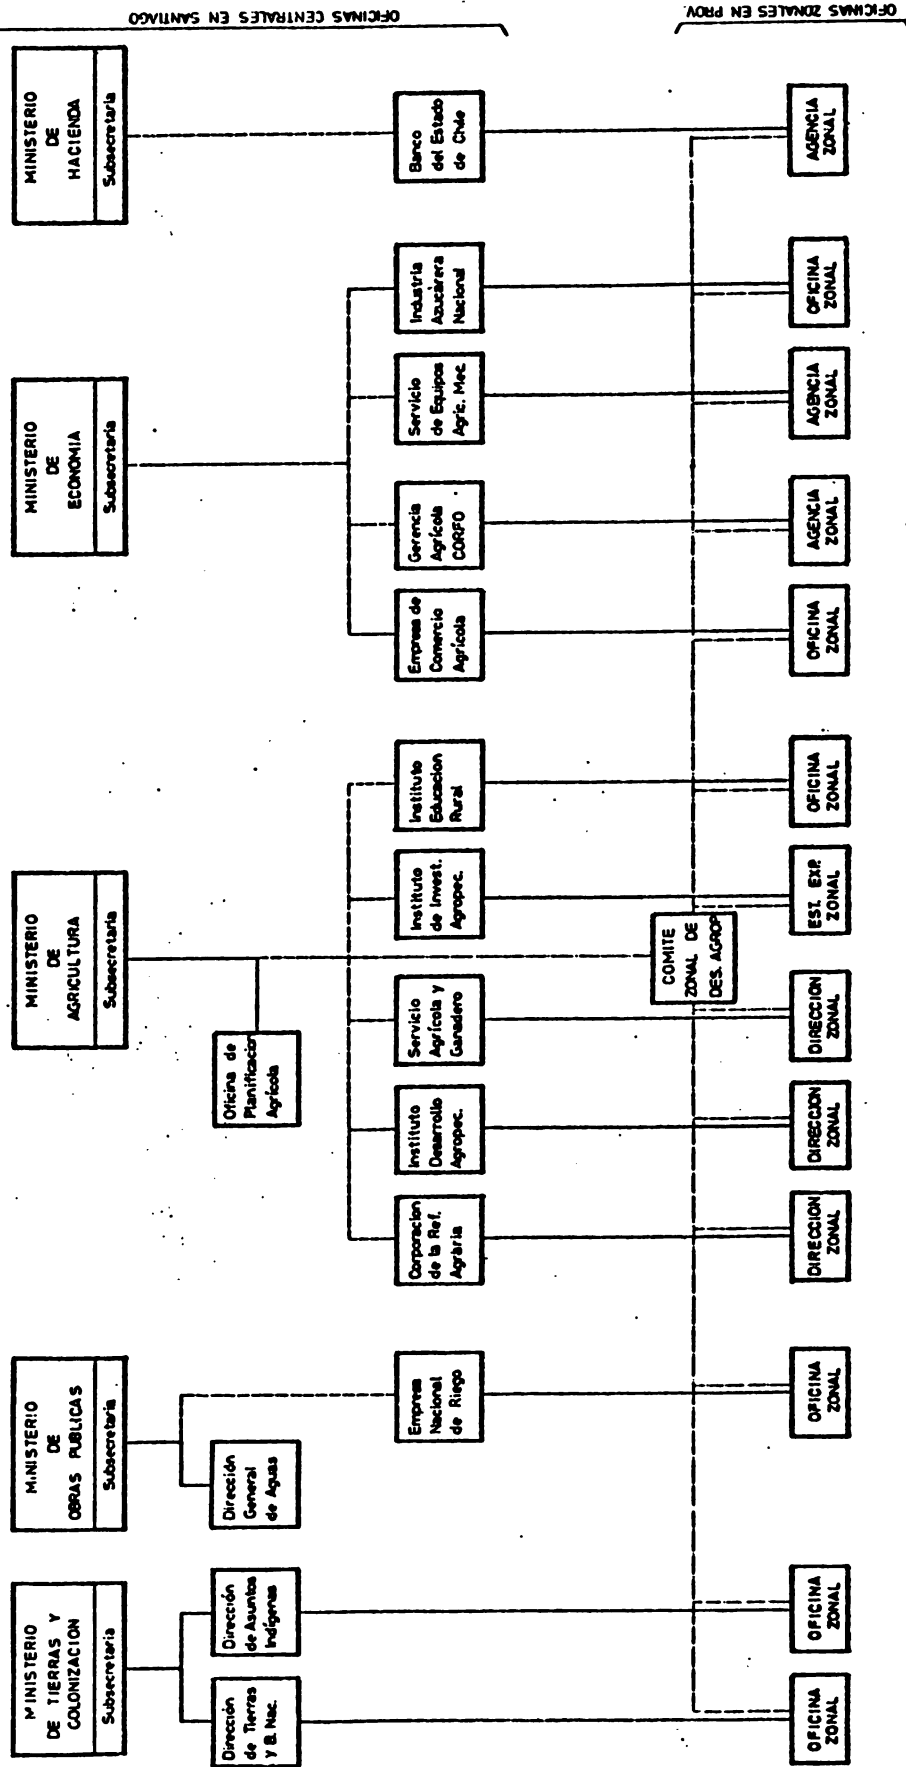 OFICINAS CENTRALES EN SANTIAGO
OFICINAS ZONALES EN PROV.
MINISTERIO
DE TIERRAS Y
COLONIZACION
Subsecretaria
MINISTERIO
DE
OBRAS PUBLICAS
Subsecretaria
MINISTERIO
DE
AGRICULTURA
Subsecretaria
MINISTERIO
DE
ECONOMIA
Subsecretaria
MINISTERIO
DE
HACIENDA
Subsecretaria
Dirección
de Tierras
y B. Nac.
Dirección
de Asuntos
Indígenas
Dirección
General
de Aguas
Oficina de
Planificacion
Agrícola
Empresa
Nacional
de Riego
Corporacion
de la Ref.
Agraria
Instituto
Desarrollo
Agropec.
Servicio
Agrícola y
Ganadero
Instituto
de Invest.
Agropec.
Instituto
Educacion
Rural
Empresa de
Comercio
Agrícola
Gerencia
Agrícola
CORFO
Servicio
de Equipos
Agric. Mec.
Industria
Azucarera
Nacional
Banco
del Estado
de Chile
COMITE
ZONAL DE
DES. AGROP
OFICINA
ZONAL
OFICINA
ZONAL
OFICINA
ZONAL
DIRECCION
ZONAL
DIRECCION
ZONAL
DIRECCION
ZONAL
EST. EXP.
ZONAL
OFICINA
ZONAL
OFICINA
ZONAL
AGENCIA
ZONAL
AGENCIA
ZONAL
OFICINA
ZONAL
AGENCIA
ZONAL